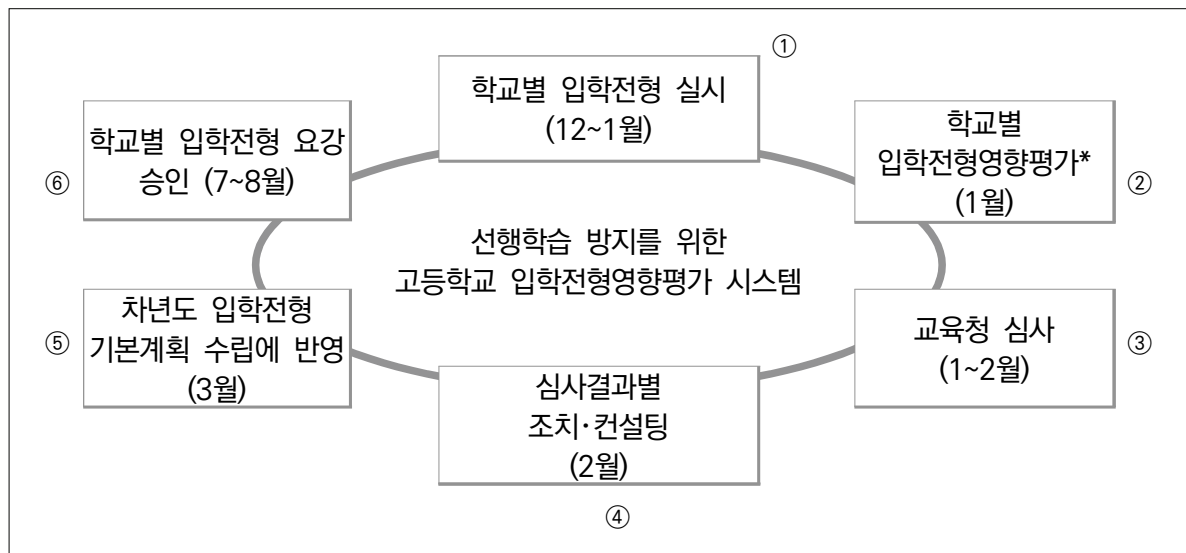 ①
학교별 입학전형 실시
(12~1월)
학교별
입학전형영향평가*
(1월)
②
교육청 심사
(1~2월)
③
심사결과별
조치·컨설팅
(2월)
④
⑤
차년도 입학전형
기본계획 수립에 반영
(3월)
⑥
학교별 입학전형 요강
승인 (7~8월)
선행학습 방지를 위한
고등학교 입학전형영향평가 시스템